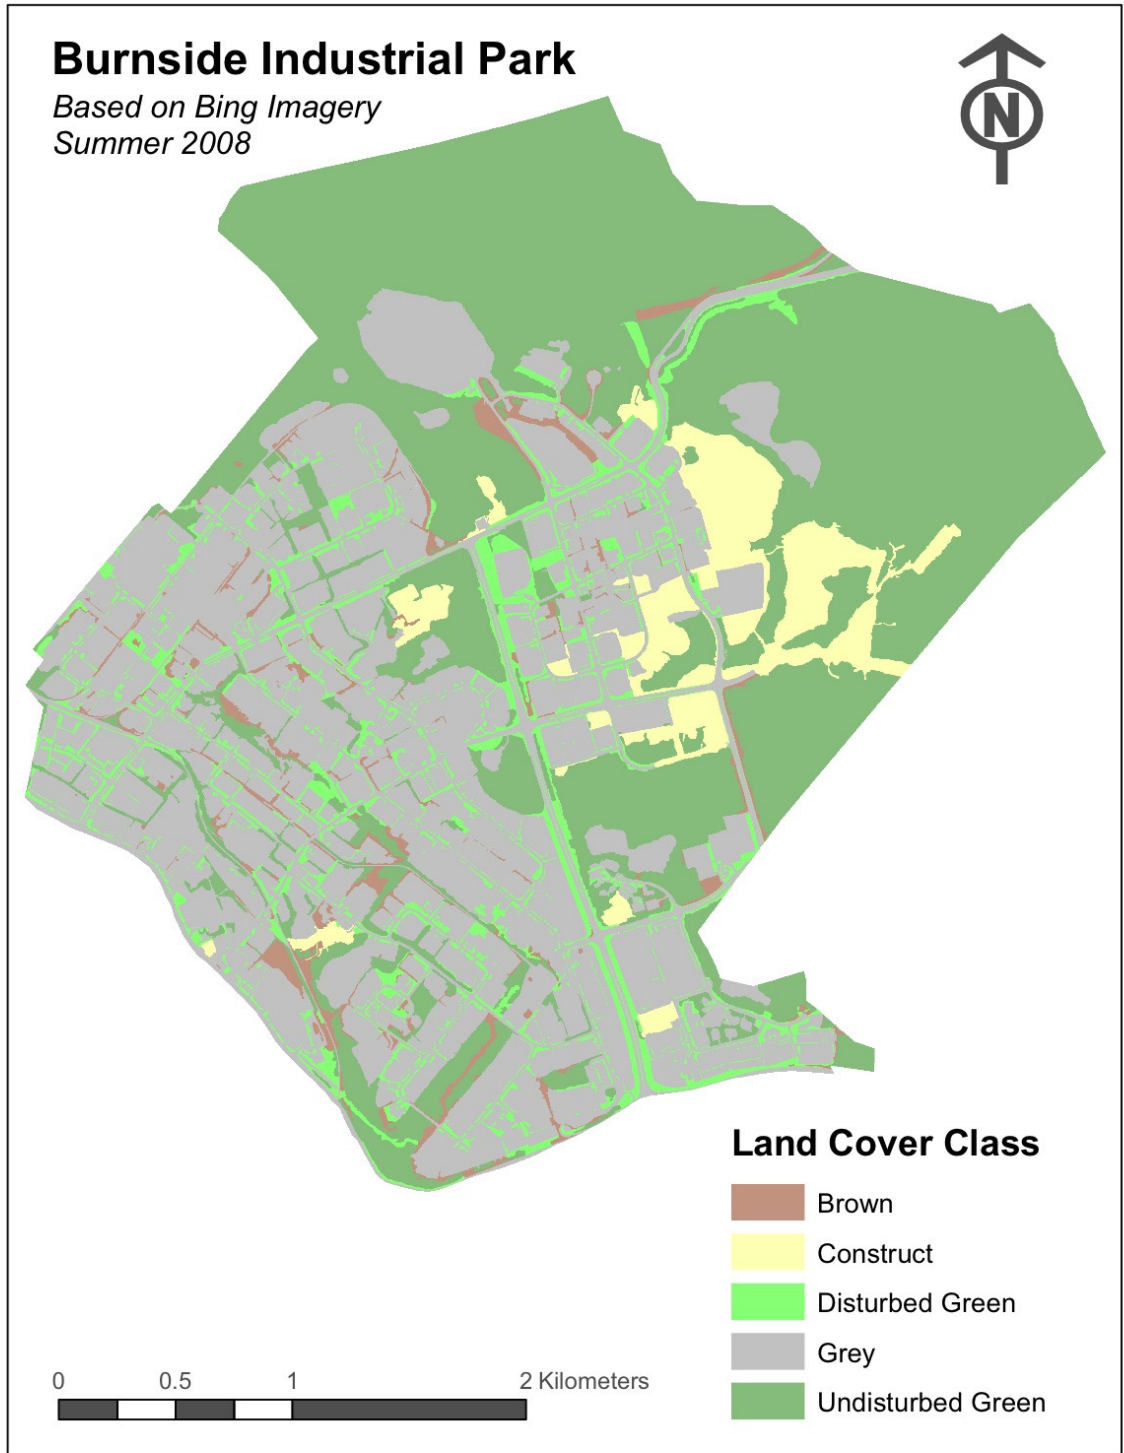 Burnside Industrial Park
Based on Bing Imagery
Summer 2008
N
Land Cover Class
Brown
Construct
Disturbed Green
Grey
Undisturbed Green
0 0.5 1 2 Kilometers